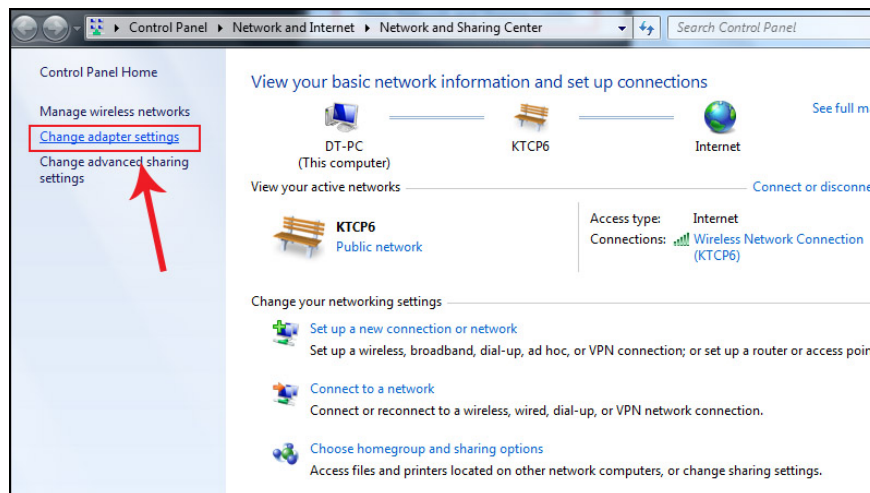 Control Panel ▸ Network and Internet ▸ Network and Sharing Center
Search Control Panel
Control Panel Home
Manage wireless networks
Change adapter settings
Change advanced sharing
settings
View your basic network information and set up connections
See full m
DT-PC
(This computer)
KTCP6
Internet
View your active networks
Connect or disconne
KTCP6
Public network
Access type: Internet
Connections: Wireless Network Connection
(KTCP6)
Change your networking settings
Set up a new connection or network
Set up a wireless, broadband, dial-up, ad hoc, or VPN connection; or set up a router or access poin
Connect to a network
Connect or reconnect to a wireless, wired, dial-up, or VPN network connection.
Choose homegroup and sharing options
Access files and printers located on other network computers, or change sharing settings.